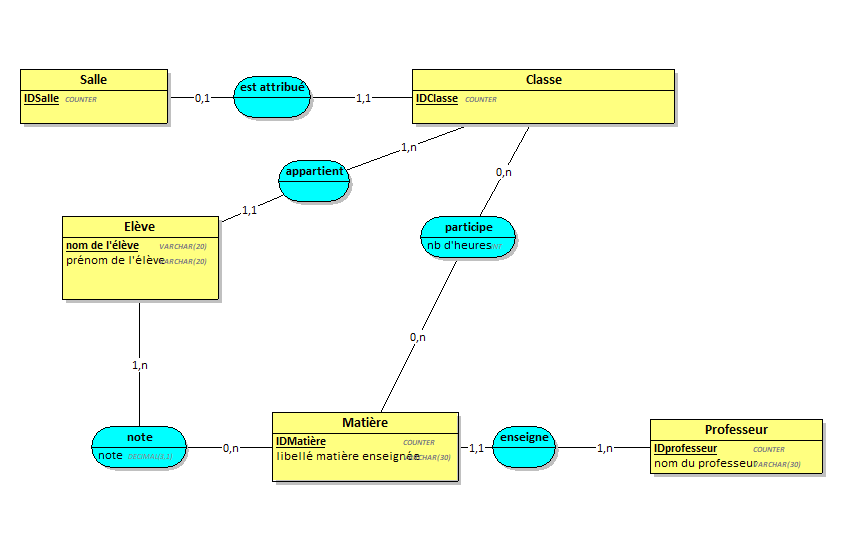 Salle
IDSalle COUNTER
0,1
est attribué
1,1
Classe
IDClasse COUNTER
1,n
appartient
1,1
0,n
Elève
nom de l'élève VARCHAR(20)
prénom de l'élève VARCHAR(20)
participe
nb d'heures INT
0,n
1,n
note
note DECIMAL(3,1)
0,n
Matière
IDMatière COUNTER
libellé matière enseignée VARCHAR(30)
1,1
enseigne
1,n
Professeur
IDprofesseur COUNTER
nom du professeur VARCHAR(30)